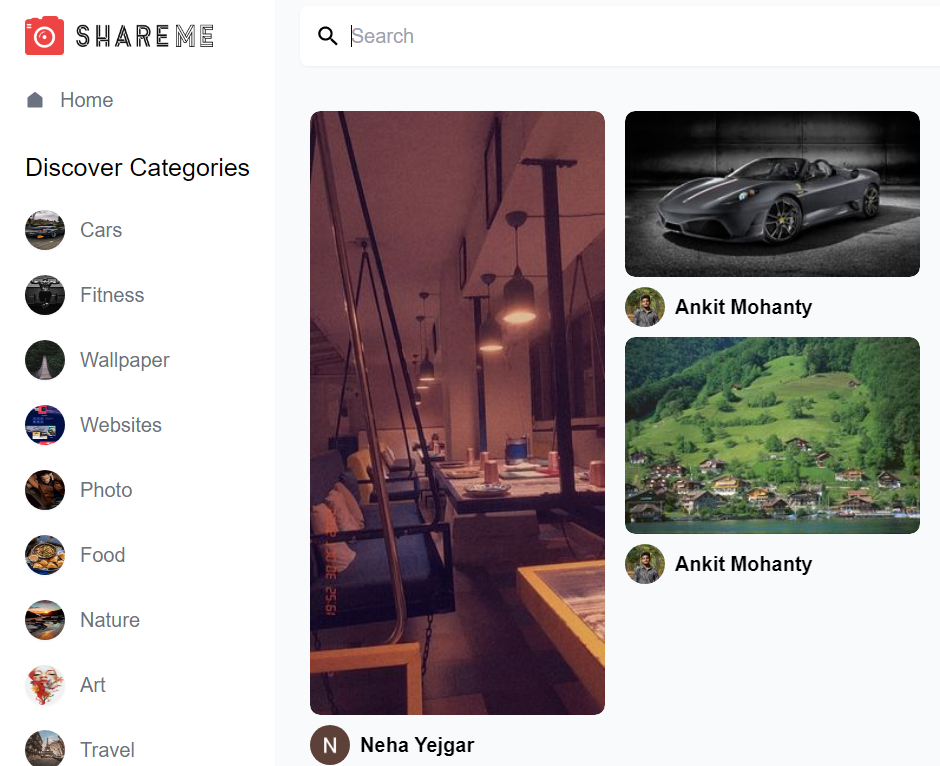 SHAREME
Search
Home
Discover Categories
Cars
Fitness
Wallpaper
Websites
Photo
Food
Nature
Art
Travel
Ankit Mohanty
Ankit Mohanty
N
Neha Yejgar